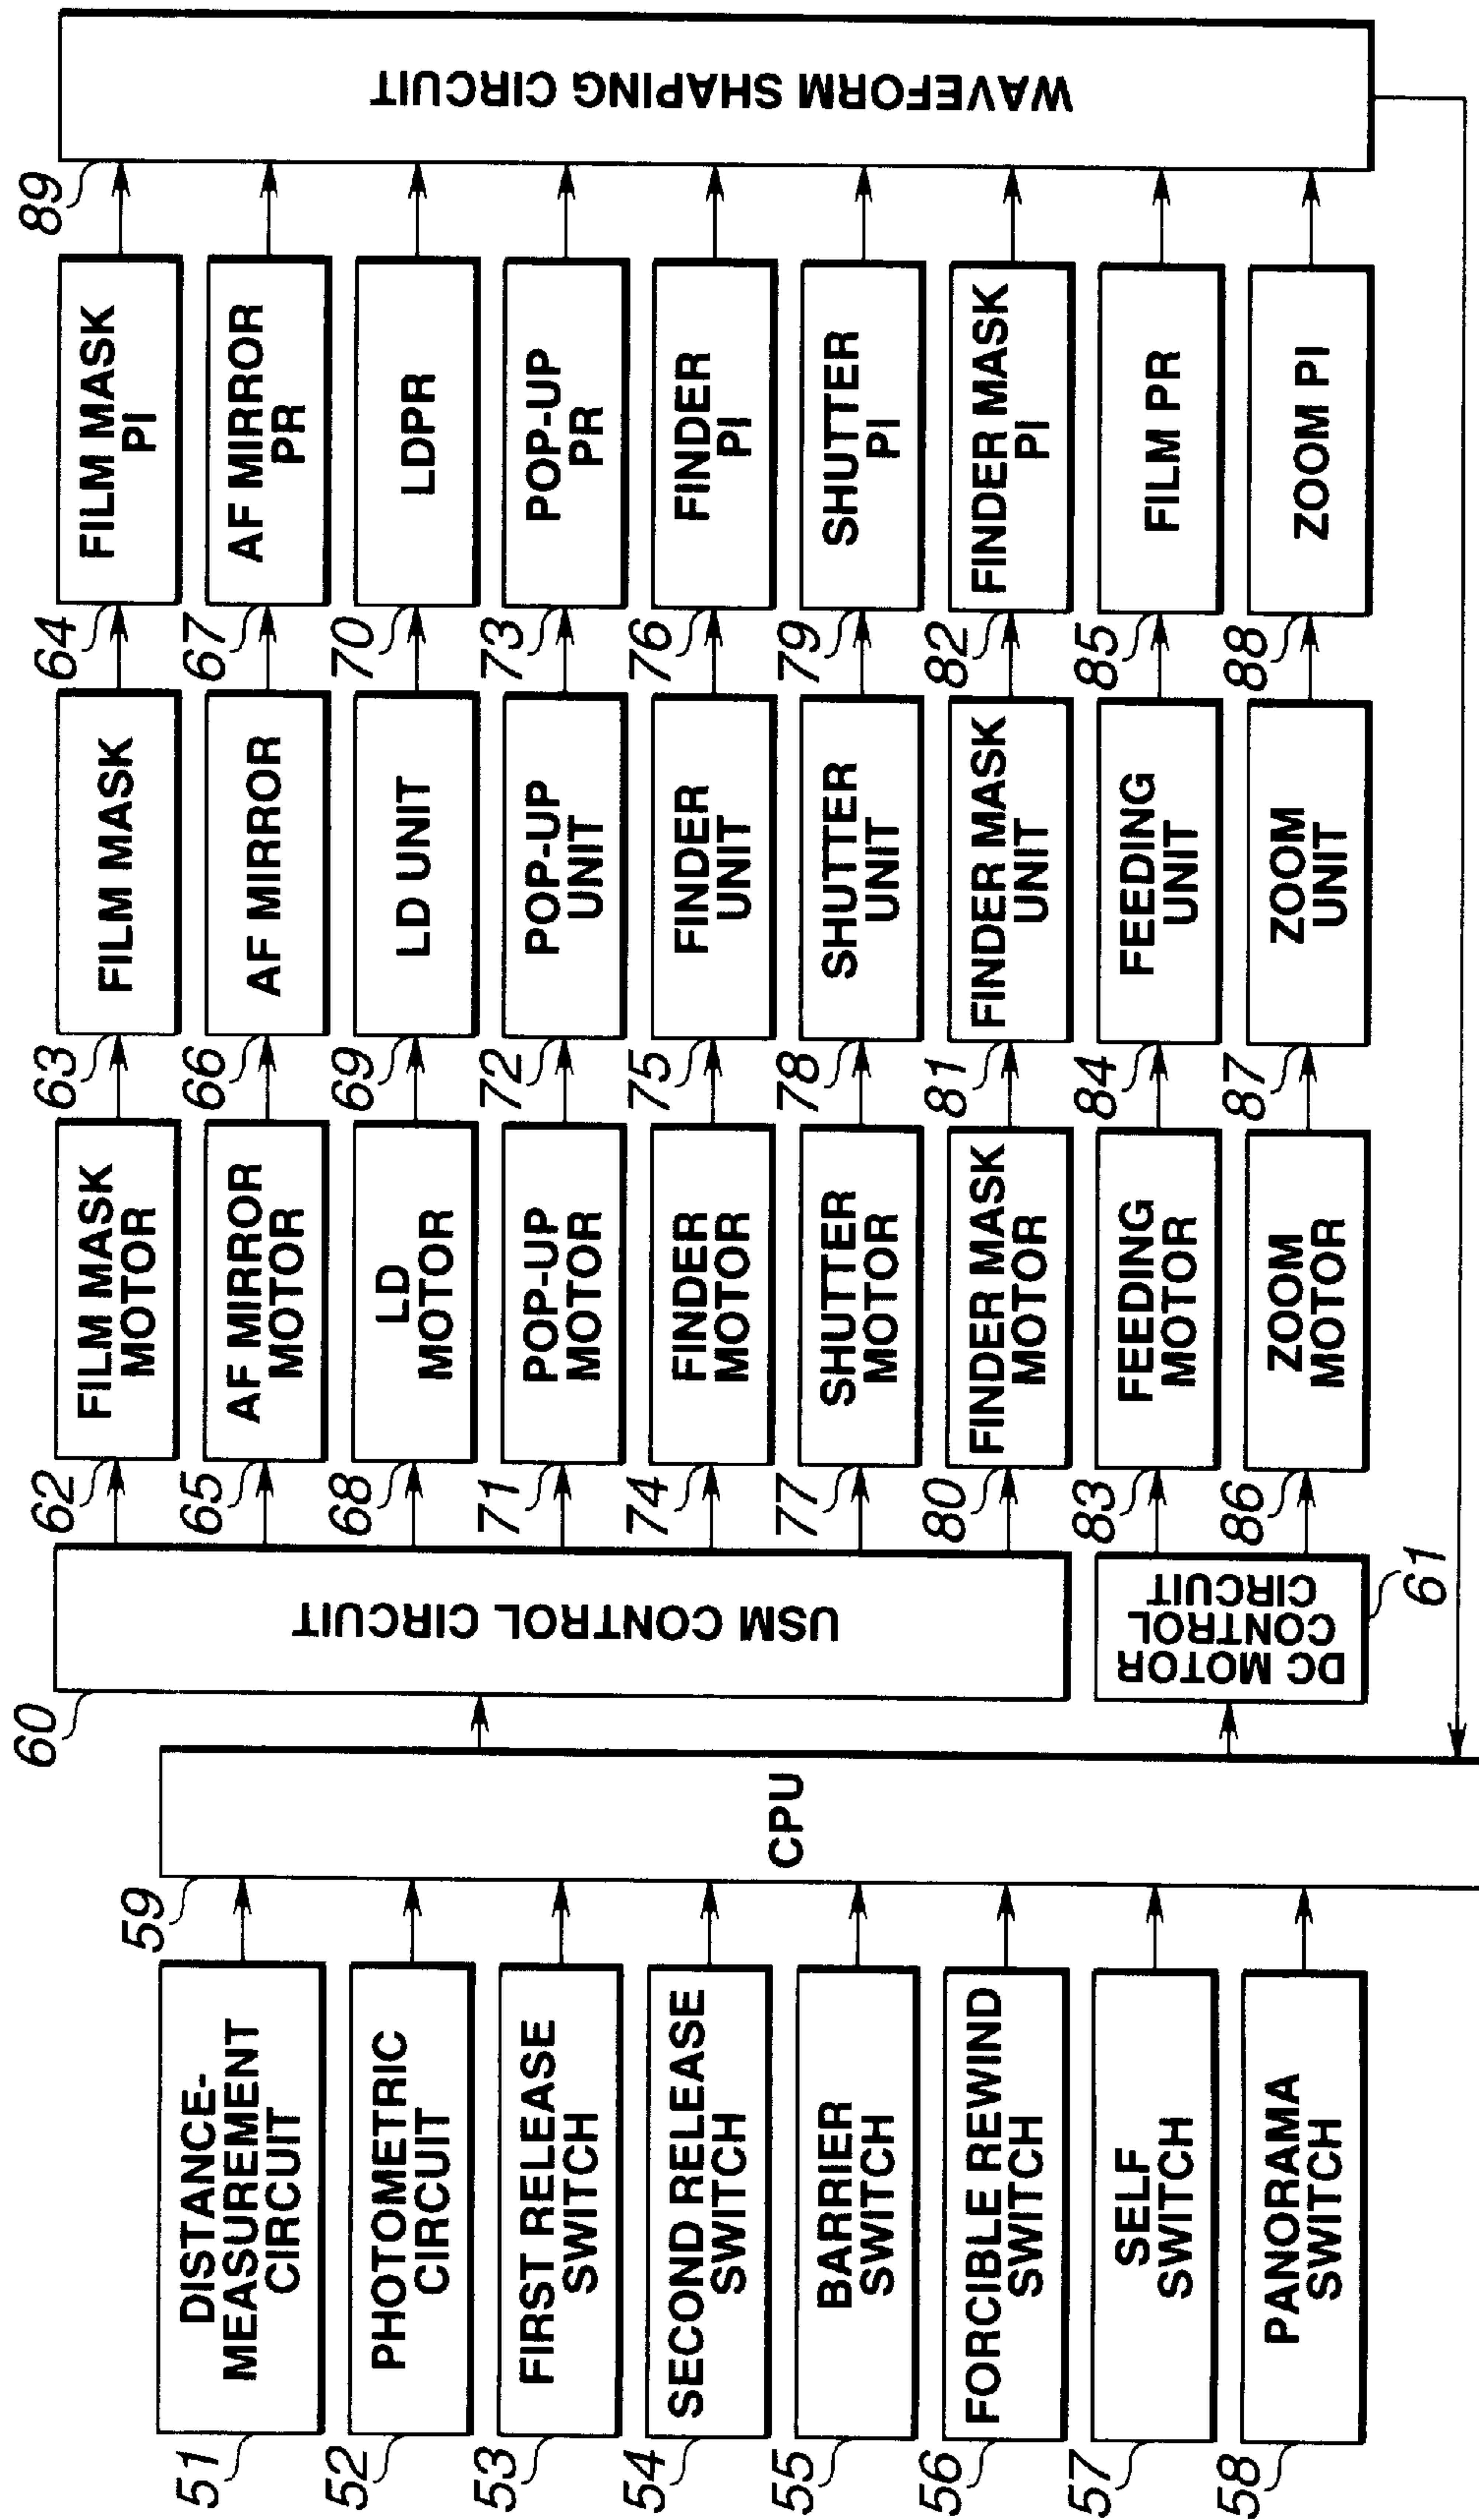 51
DISTANCE-
MEASUREMENT
CIRCUIT
52
PHOTOMETRIC
CIRCUIT
53
FIRST RELEASE
SWITCH
54
SECOND RELEASE
SWITCH
55
BARRIER
SWITCH
56
FORCIBLE REWIND
SWITCH
57
SELF
SWITCH
58
PANORAMA
SWITCH
59
CPU
60
USM CONTROL CIRCUIT
DC MOTOR
CONTROL
CIRCUIT
61
62
FILM MASK
MOTOR
63
FILM MASK
64
FILM MASK
PI
65
AF MIRROR
MOTOR
66
AF MIRROR
67
AF MIRROR
PR
68
LD
MOTOR
69
LD UNIT
70
LDPR
71
POP-UP
MOTOR
72
POP-UP
UNIT
73
POP-UP
PR
74
FINDER
MOTOR
75
FINDER
UNIT
76
FINDER
PI
77
SHUTTER
MOTOR
78
SHUTTER
UNIT
79
SHUTTER
PI
80
FINDER MASK
MOTOR
81
FINDER MASK
UNIT
82
FINDER MASK
PI
83
FEEDING
MOTOR
84
FEEDING
UNIT
85
FILM PR
86
ZOOM
MOTOR
87
ZOOM
UNIT
88
ZOOM PI
89
WAVEFORM SHAPING CIRCUIT